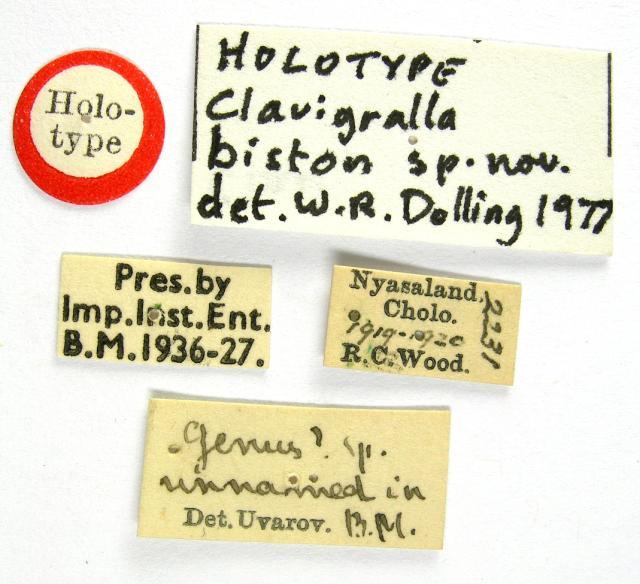 Holo-
type
HOLOTYPE
Clavigralla
biston sp. nov.
det. W.R. Dolling 1977
Pres. by
Imp. Inst. Ent.
B.M. 1936-27.
Nyasaland,
Cholo.
1919-1920
R.C. Wood.
2231
Genus? sp.
unnamed in
Det. Uvarov. B.M.